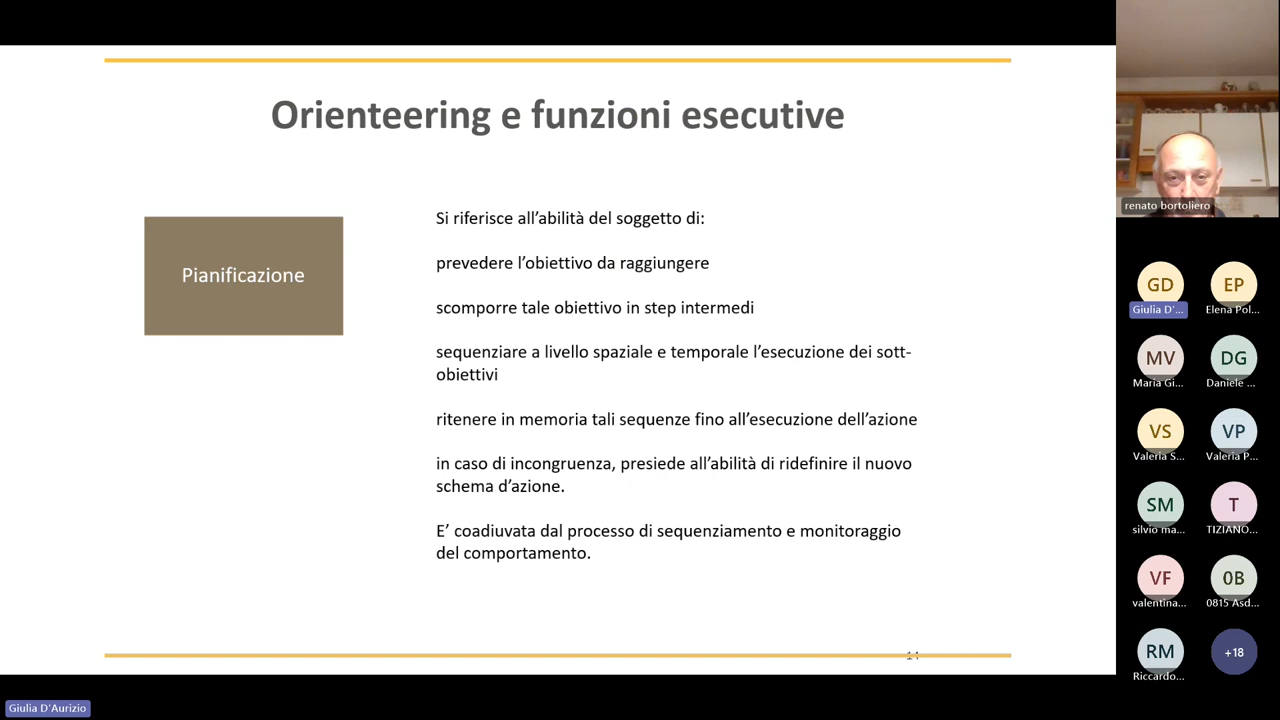 Orienteering e funzioni esecutive
Pianificazione
Si riferisce all’abilità del soggetto di:
prevedere l’obiettivo da raggiungere
scomporre tale obiettivo in step intermedi
sequenziare a livello spaziale e temporale l’esecuzione dei sott-
obiettivi
ritenere in memoria tali sequenze fino all’esecuzione dell’azione
in caso di incongruenza, presiede all’abilità di ridefinire il nuovo
schema d’azione.
E’ coadiuvata dal processo di sequenziamento e monitoraggio
del comportamento.
14
Giulia D'Aurizio
renato bortoliero
GD
Giulia D'...
EP
Elena Pol...
MV
Maria Gi...
DG
Daniele ...
VS
Valeria S...
VP
Valeria P...
SM
silvio ma...
T
TIZIANO...
VF
valentina...
0B
0815 Asd...
RM
Riccardo...
+18